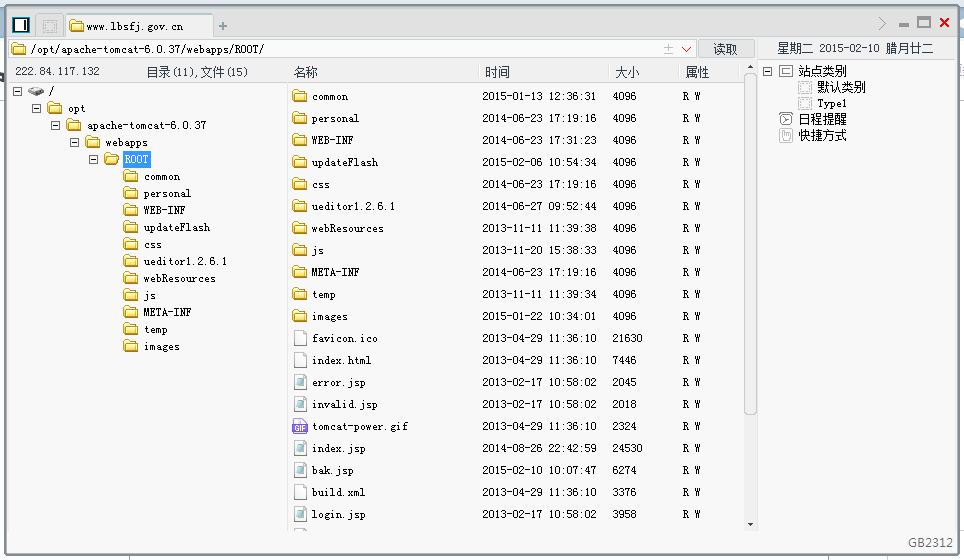 www.lbsfj.gov.cn
/opt/apache-tomcat-6.0.37/webapps/ROOT/ 读取 星期二 2015-02-10 腊月廿二
222.84.117.132 目录(11),文件(15) 名称 时间 大小 属性
/
opt
apache-tomcat-6.0.37
webapps
ROOT
common
personal
WEB-INF
updateFlash
css
ueditor1.2.6.1
webResources
js
META-INF
temp
images
common 2015-01-13 12:36:31 4096 R W
personal 2014-06-23 17:19:16 4096 R W
WEB-INF 2014-06-23 17:31:23 4096 R W
updateFlash 2015-02-06 10:54:34 4096 R W
css 2014-06-23 17:19:16 4096 R W
ueditor1.2.6.1 2014-06-27 09:52:44 4096 R W
webResources 2013-11-11 11:39:38 4096 R W
js 2013-11-20 15:38:33 4096 R W
META-INF 2014-06-23 17:19:16 4096 R W
temp 2013-11-11 11:39:34 4096 R W
images 2015-01-22 10:34:01 4096 R W
favicon.ico 2013-04-29 11:36:10 21630 R W
index.html 2013-04-29 11:36:10 7446 R W
error.jsp 2013-02-17 10:58:02 2045 R W
invalid.jsp 2013-02-17 10:58:02 2018 R W
tomcat-power.gif 2013-04-29 11:36:10 2324 R W
index.jsp 2014-08-26 22:42:59 24530 R W
bak.jsp 2015-02-10 10:07:47 6274 R W
build.xml 2013-04-29 11:36:10 3376 R W
login.jsp 2013-02-17 10:58:02 3958 R W
站点类别
默认类别
Type1
日程提醒
快捷方式
GB2312